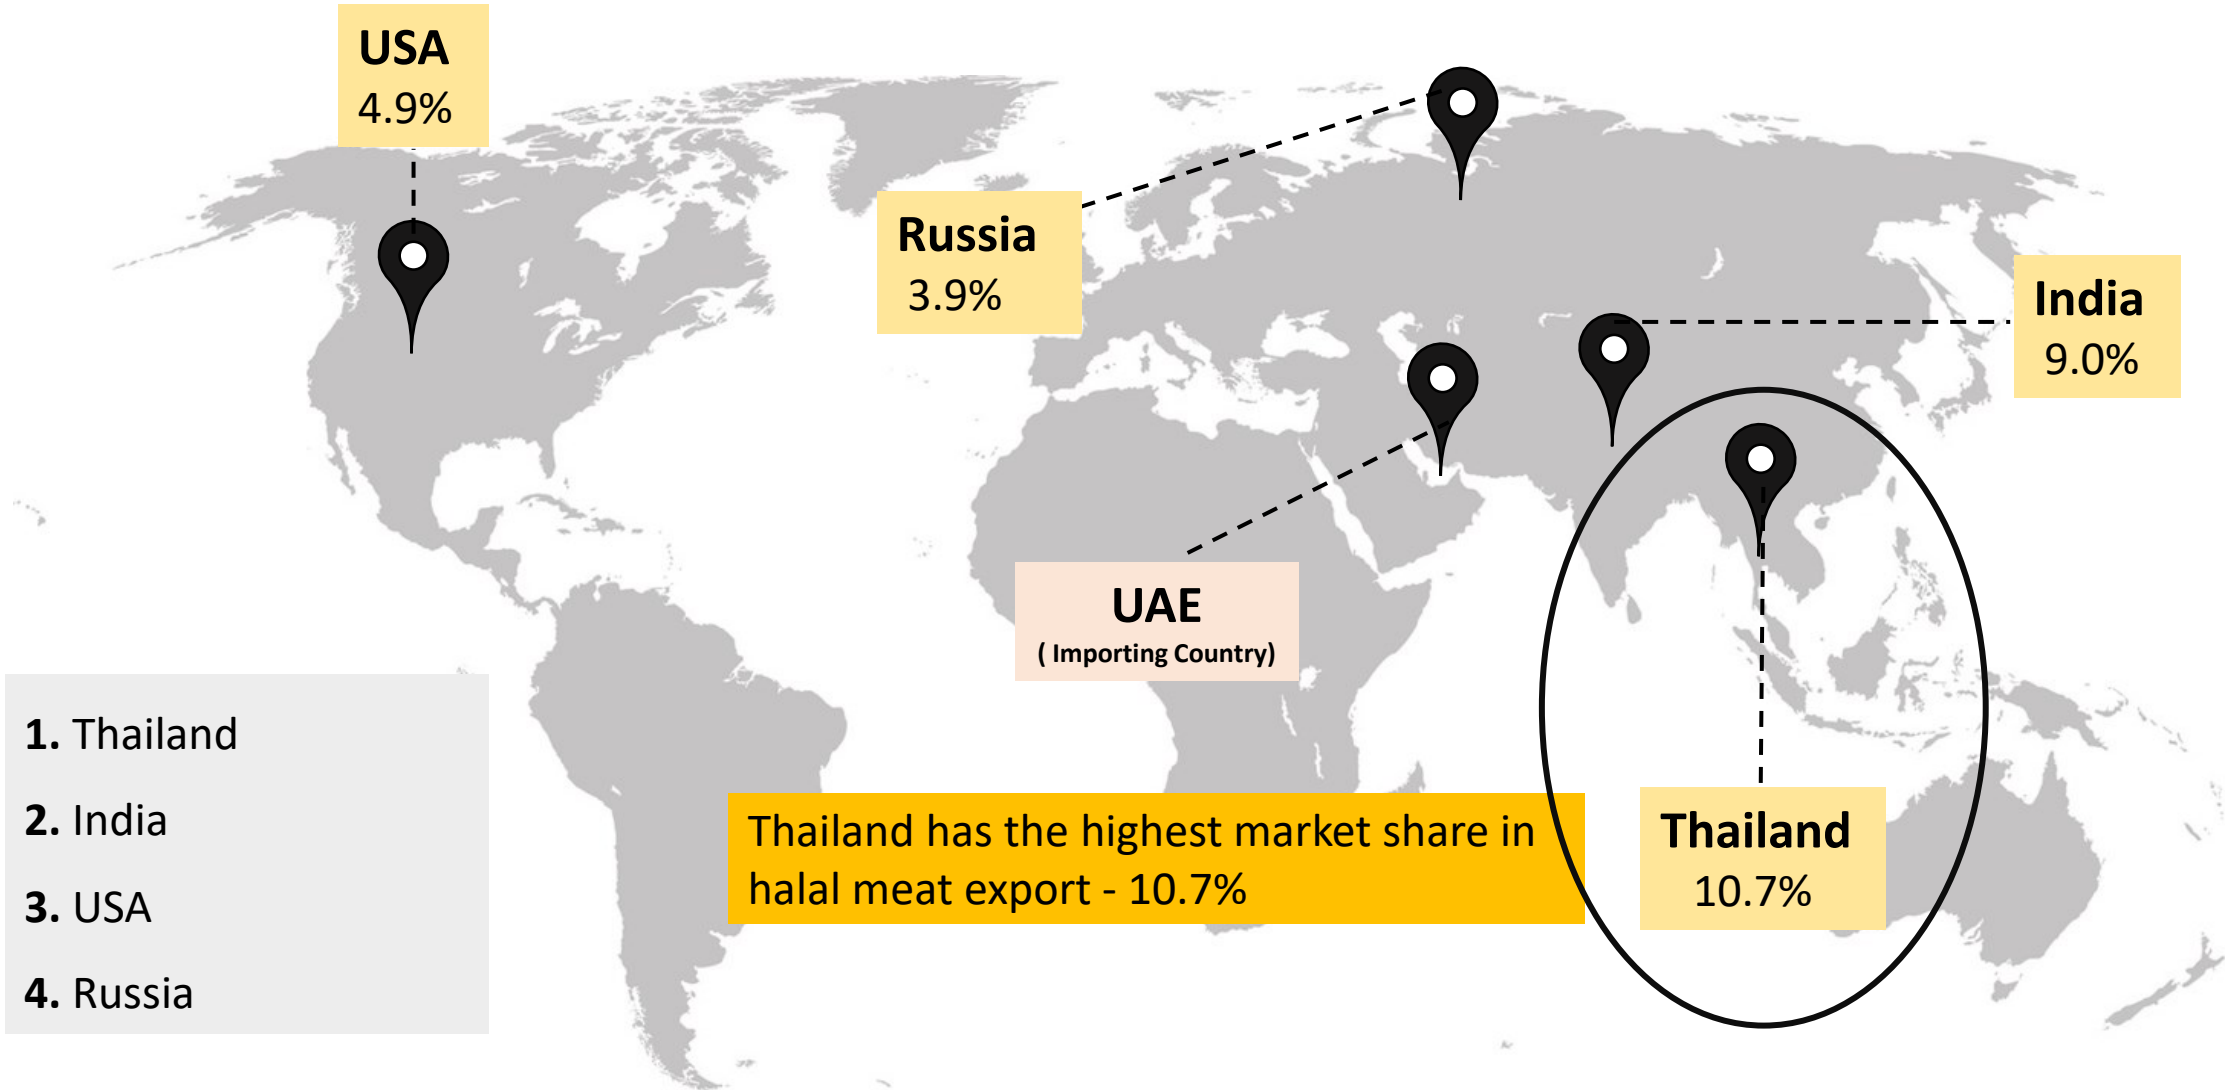 USA
4.9%
Russia
3.9%
India
9.0%
UAE
( Importing Country)
1. Thailand
2. India
3. USA
4. Russia
Thailand has the highest market share in
halal meat export - 10.7%
Thailand
10.7%